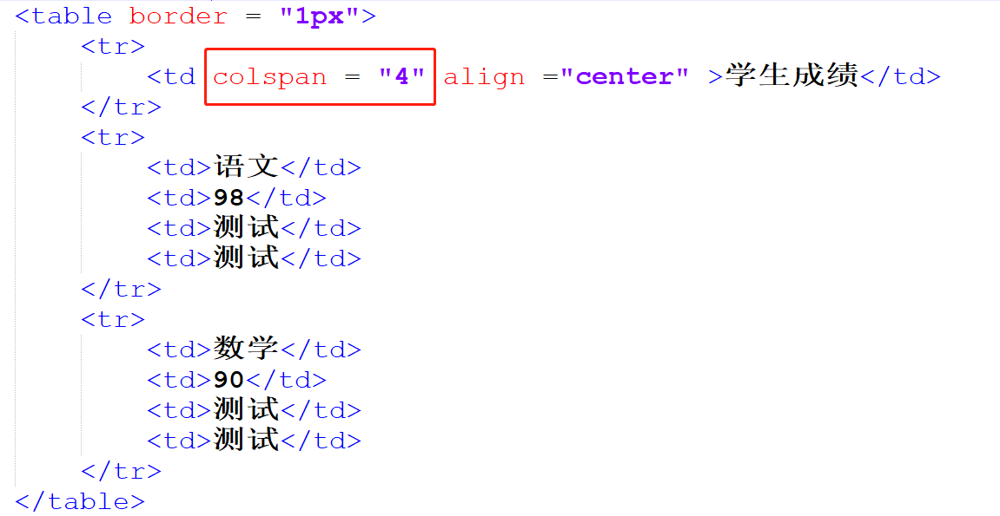 <table border = "1px">
<tr>
<td colspan = "4" align ="center" >学生成绩</td>
</tr>
<tr>
<td>语文</td>
<td>98</td>
<td>测试</td>
<td>测试</td>
</tr>
<tr>
<td>数学</td>
<td>90</td>
<td>测试</td>
<td>测试</td>
</tr>
</table>